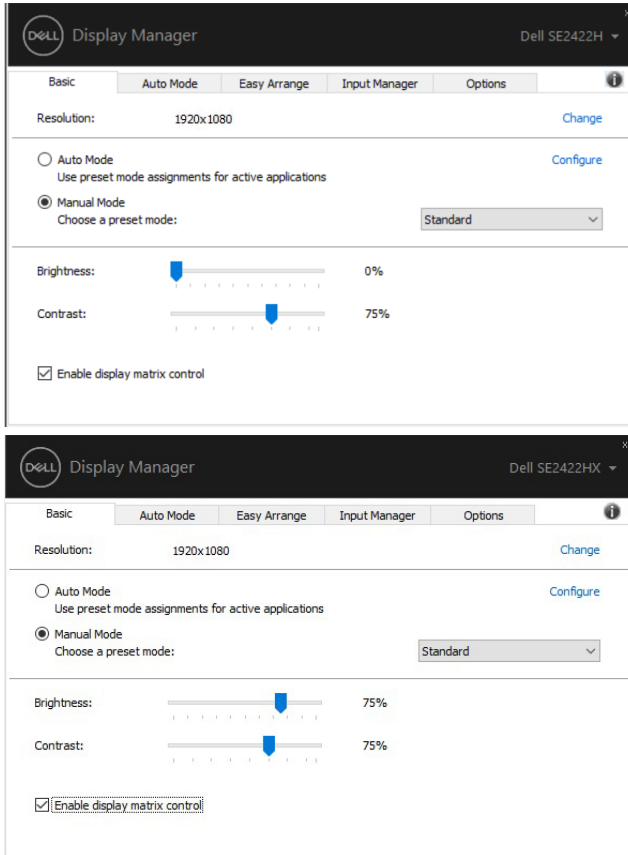 DELL Display Manager Dell SE2422H
Basic Auto Mode Easy Arrange Input Manager Options
Resolution: 1920x1080 Change
Auto Mode Configure
Use preset mode assignments for active applications
Manual Mode
Choose a preset mode: Standard
Brightness: 0%
Contrast: 75%
Enable display matrix control
DELL Display Manager Dell SE2422HX
Basic Auto Mode Easy Arrange Input Manager Options
Resolution: 1920x1080 Change
Auto Mode Configure
Use preset mode assignments for active applications
Manual Mode
Choose a preset mode: Standard
Brightness: 75%
Contrast: 75%
Enable display matrix control